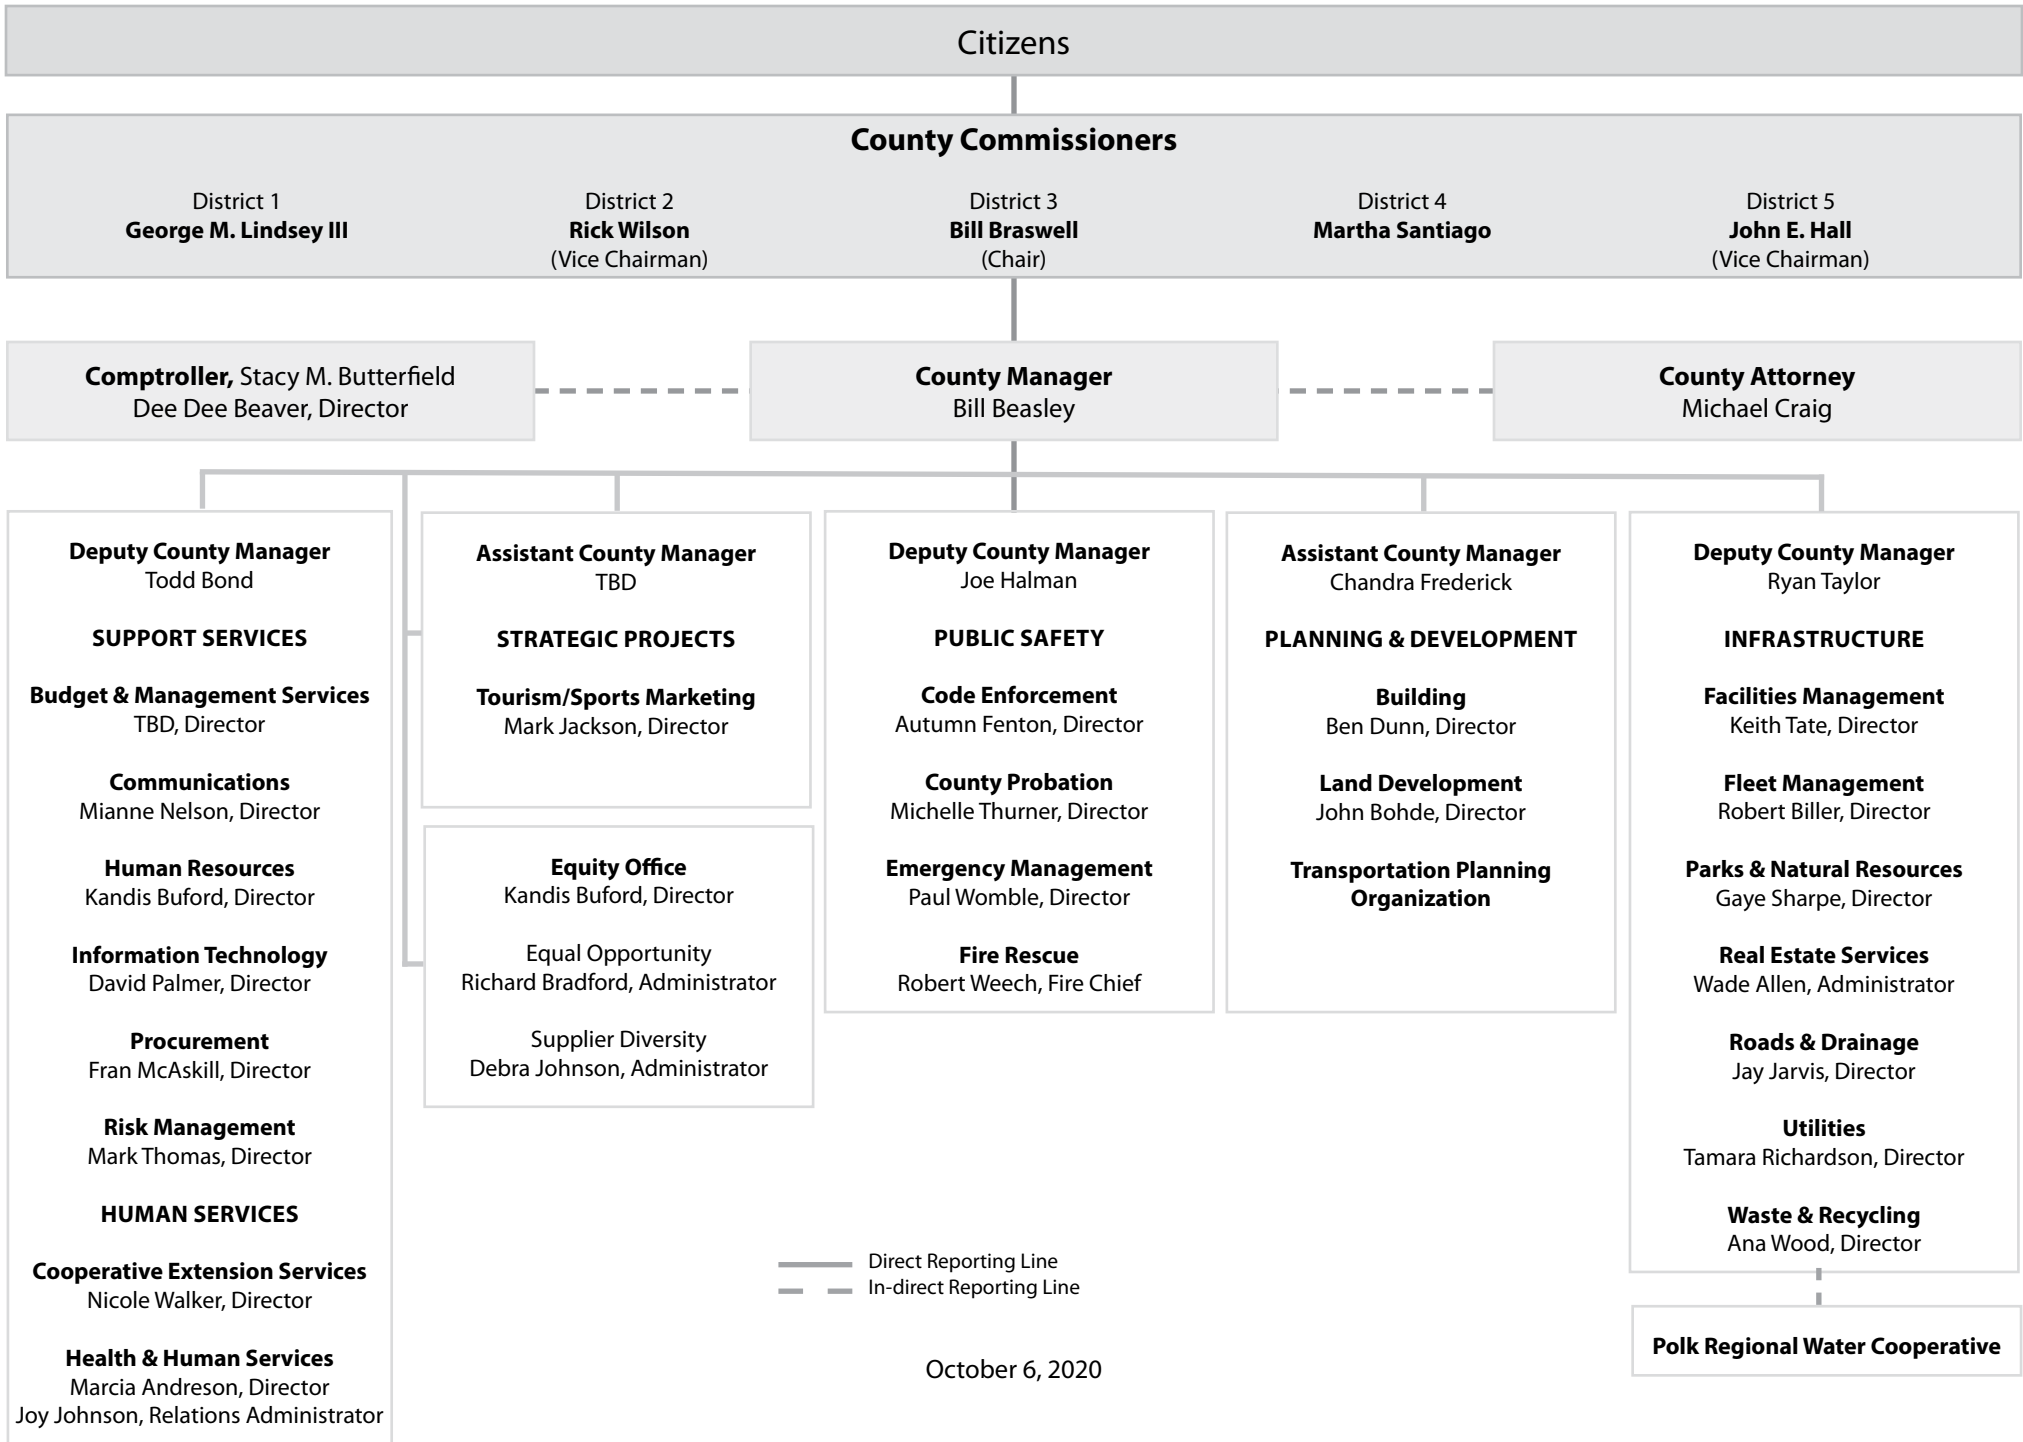 Citizens
County Commissioners
District 1
George M. Lindsey III
District 2
Rick Wilson
(Vice Chairman)
District 3
Bill Braswell
(Chair)
District 4
Martha Santiago
District 5
John E. Hall
(Vice Chairman)
Comptroller, Stacy M. Butterfield
Dee Dee Beaver, Director
County Manager
Bill Beasley
County Attorney
Michael Craig
Deputy County Manager
Todd Bond
SUPPORT SERVICES
Budget & Management Services
TBD, Director
Communications
Mianne Nelson, Director
Human Resources
Kandis Buford, Director
Information Technology
David Palmer, Director
Procurement
Fran McAskill, Director
Risk Management
Mark Thomas, Director
HUMAN SERVICES
Cooperative Extension Services
Nicole Walker, Director
Health & Human Services
Marcia Andreson, Director
Joy Johnson, Relations Administrator
Assistant County Manager
TBD
STRATEGIC PROJECTS
Tourism/Sports Marketing
Mark Jackson, Director
Equity Office
Kandis Buford, Director
Equal Opportunity
Richard Bradford, Administrator
Supplier Diversity
Debra Johnson, Administrator
Deputy County Manager
Joe Halman
PUBLIC SAFETY
Code Enforcement
Autumn Fenton, Director
County Probation
Michelle Thurner, Director
Emergency Management
Paul Womble, Director
Fire Rescue
Robert Weech, Fire Chief
Assistant County Manager
Chandra Frederick
PLANNING & DEVELOPMENT
Building
Ben Dunn, Director
Land Development
John Bohde, Director
Transportation Planning
Organization
Deputy County Manager
Ryan Taylor
INFRASTRUCTURE
Facilities Management
Keith Tate, Director
Fleet Management
Robert Biller, Director
Parks & Natural Resources
Gaye Sharpe, Director
Real Estate Services
Wade Allen, Administrator
Roads & Drainage
Jay Jarvis, Director
Utilities
Tamara Richardson, Director
Waste & Recycling
Ana Wood, Director
Polk Regional Water Cooperative
Direct Reporting Line
In-direct Reporting Line
October 6, 2020